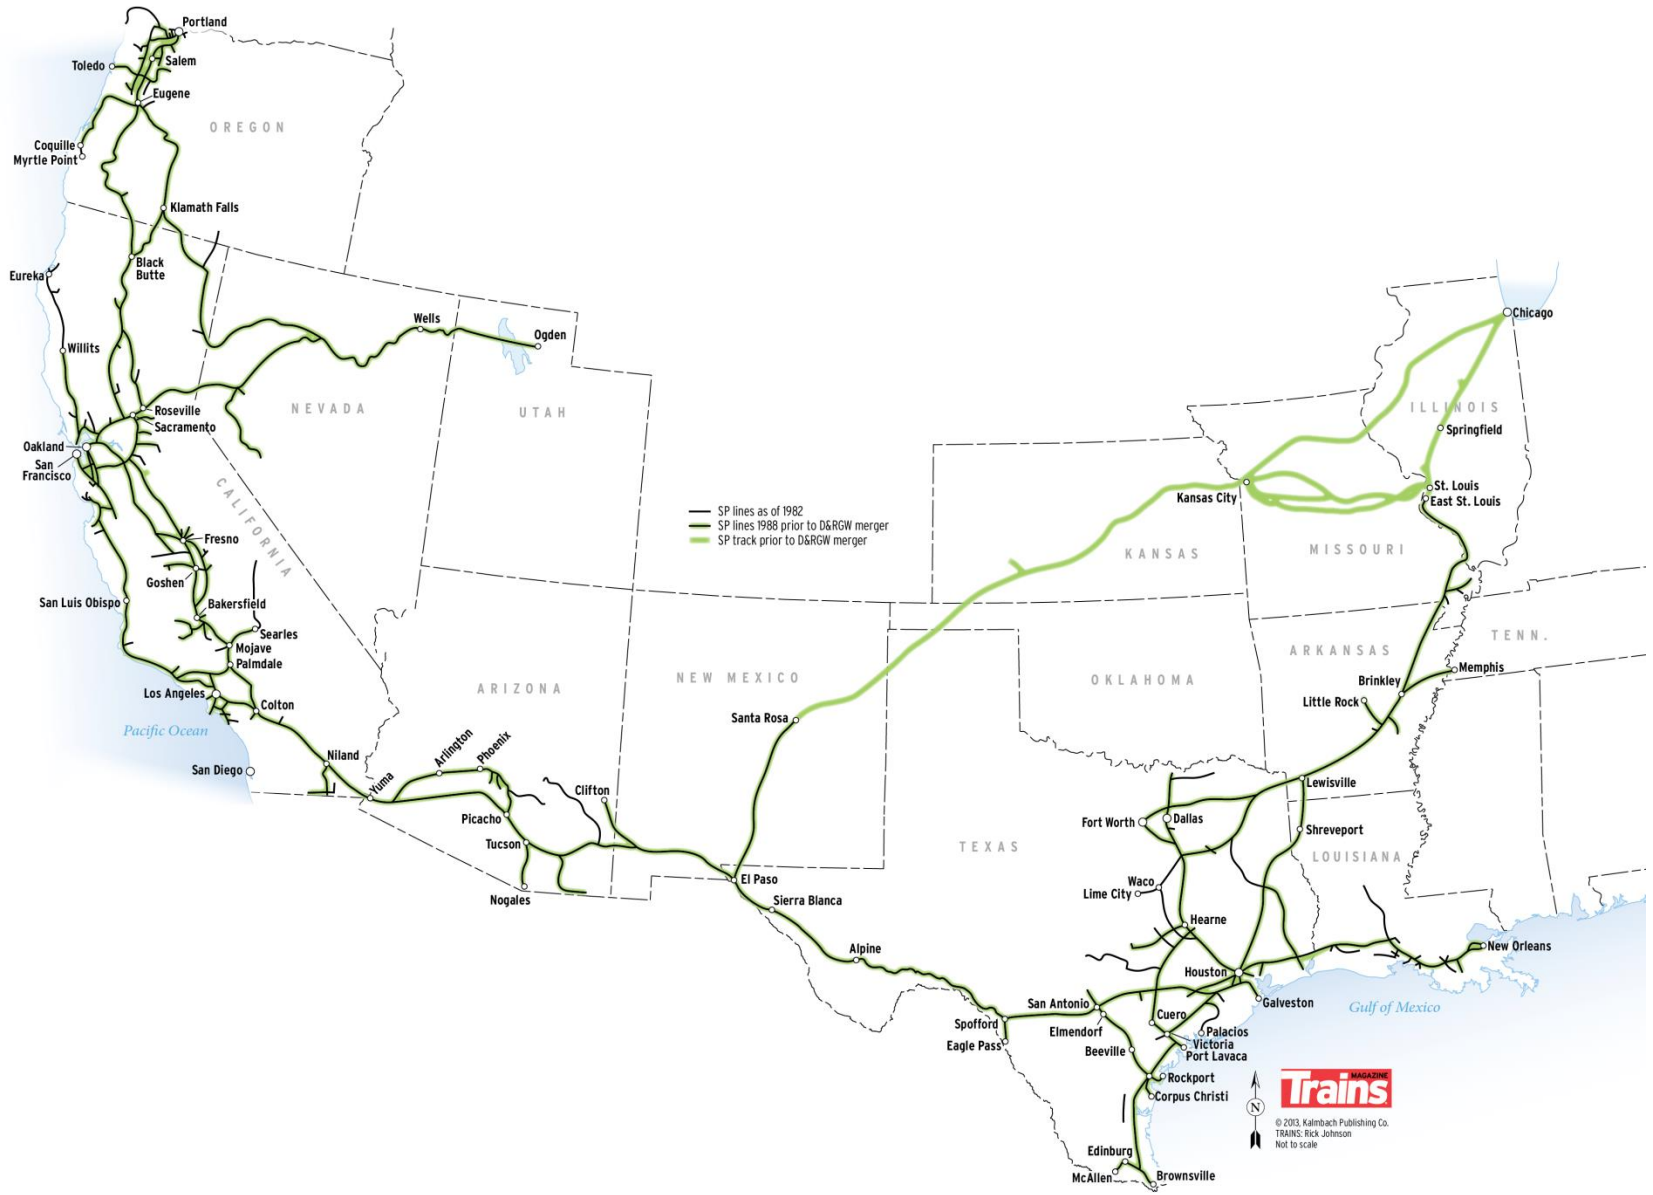 Portland
Salem
Toledo
Eugene
OREGON
Coquille
Myrtle Point
Klamath Falls
Black
Butte
Eureka
Willits
Wells
Ogden
Chicago
Roseville
Sacramento
NEVADA
UTAH
ILLINOIS
Springfield
Oakland
San
Francisco
CALIFORNIA
Kansas City
St. Louis
East St. Louis
SP lines as of 1982
SP lines 1988 prior to D&RGW merger
SP track prior to D&RGW merger
Fresno
KANSAS
MISSOURI
Goshen
San Luis Obispo
Bakersfield
Searles
Mojave
Palmdale
TENN.
ARKANSAS
Memphis
Los Angeles
Colton
ARIZONA
NEW MEXICO
OKLAHOMA
Brinkley
Little Rock
Santa Rosa
Pacific Ocean
San Diego
Niland
Yuma
Arlington
Phoenix
Clifton
Lewisville
Picacho
Tucson
Fort Worth
Dallas
Shreveport
TEXAS
LOUISIANA
Nogales
El Paso
Sierra Blanca
Waco
Lime City
Hearne
Alpine
New Orleans
Houston
San Antonio
Galveston
Gulf of Mexico
Spofford
Elmendorf
Cuero
Palacios
Eagle Pass
Beeville
Victoria
Port Lavaca
Rockport
Corpus Christi
N
Trains
MAGAZINE
© 2013, Kalmbach Publishing Co.
TRAINS: Rick Johnson
Not to scale
Edinburg
McAllen
Brownsville